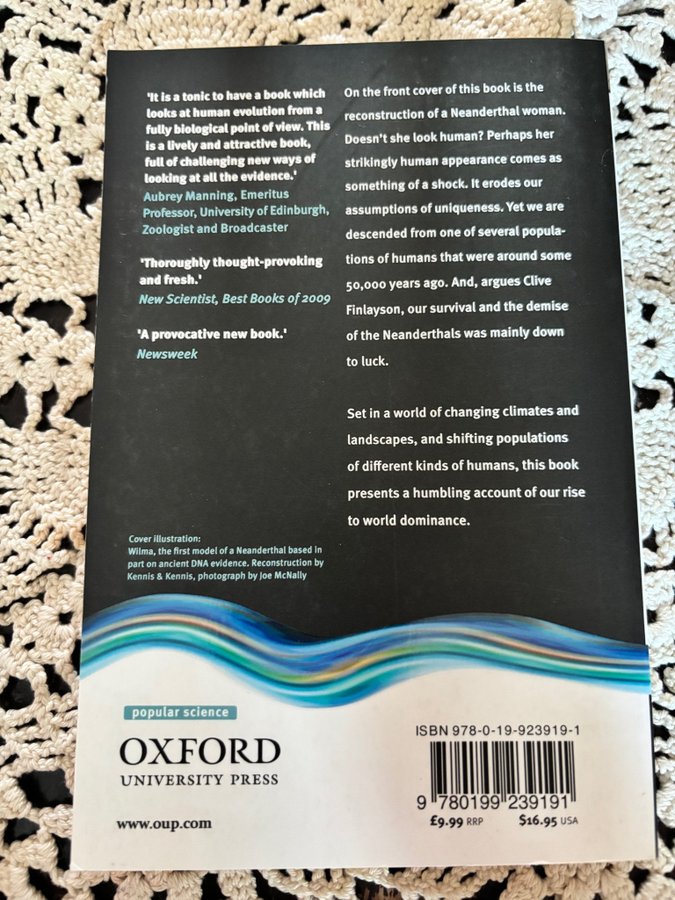 'It is a tonic to have a book which
looks at human evolution from a
fully biological point of view. This
is a lively and attractive book,
full of challenging new ways of
looking at all the evidence.'
Aubrey Manning, Emeritus
Professor, University of Edinburgh,
Zoologist and Broadcaster
'Thoroughly thought-provoking
and fresh.'
New Scientist, Best Books of 2009
'A provocative new book.'
Newsweek
On the front cover of this book is the
reconstruction of a Neanderthal woman.
Doesn't she look human? Perhaps her
strikingly human appearance comes as
something of a shock. It erodes our
assumptions of uniqueness. Yet we are
descended from one of several popula-
tions of humans that were around some
50,000 years ago. And, argues Clive
Finlayson, our survival and the demise
of the Neanderthals was mainly down
to luck.
Set in a world of changing climates and
landscapes, and shifting populations
of different kinds of humans, this book
presents a humbling account of our rise
to world dominance.
Cover illustration:
Wilma, the first model of a Neanderthal based in
part on ancient DNA evidence. Reconstruction by
Kennis & Kennis, photograph by Joe McNally
popular science
OXFORD
UNIVERSITY PRESS
www.oup.com
ISBN 978-0-19-923919-1
9 780199 239191
£9.99 RRP $16.95 USA